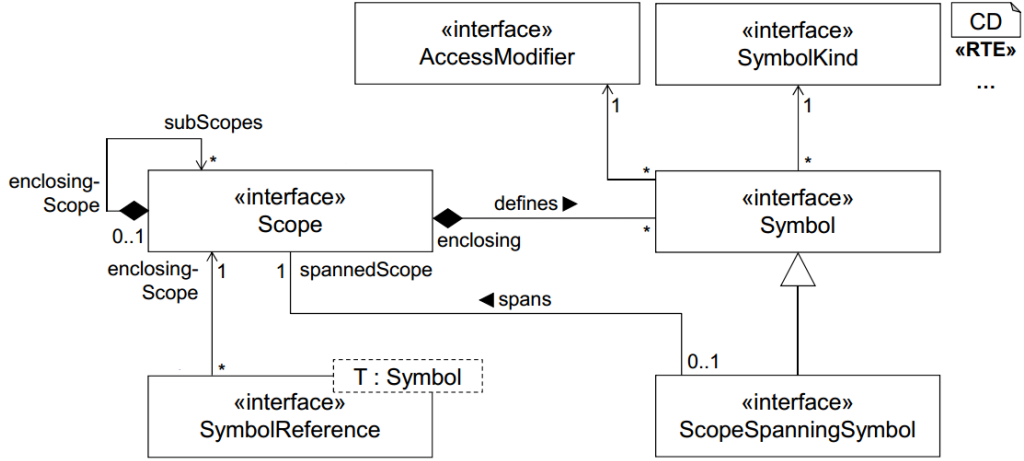 «interface»
AccessModifier
«interface»
SymbolKind
CD
«RTE»
...
subScopes
1
1
*
*
*
enclosing-
Scope
«interface»
Scope
defines ▶
«interface»
Symbol
0..1
enclosing
*
enclosing-
Scope
1
1
spannedScope
◀ spans
*
0..1
T : Symbol
«interface»
SymbolReference
«interface»
ScopeSpanningSymbol